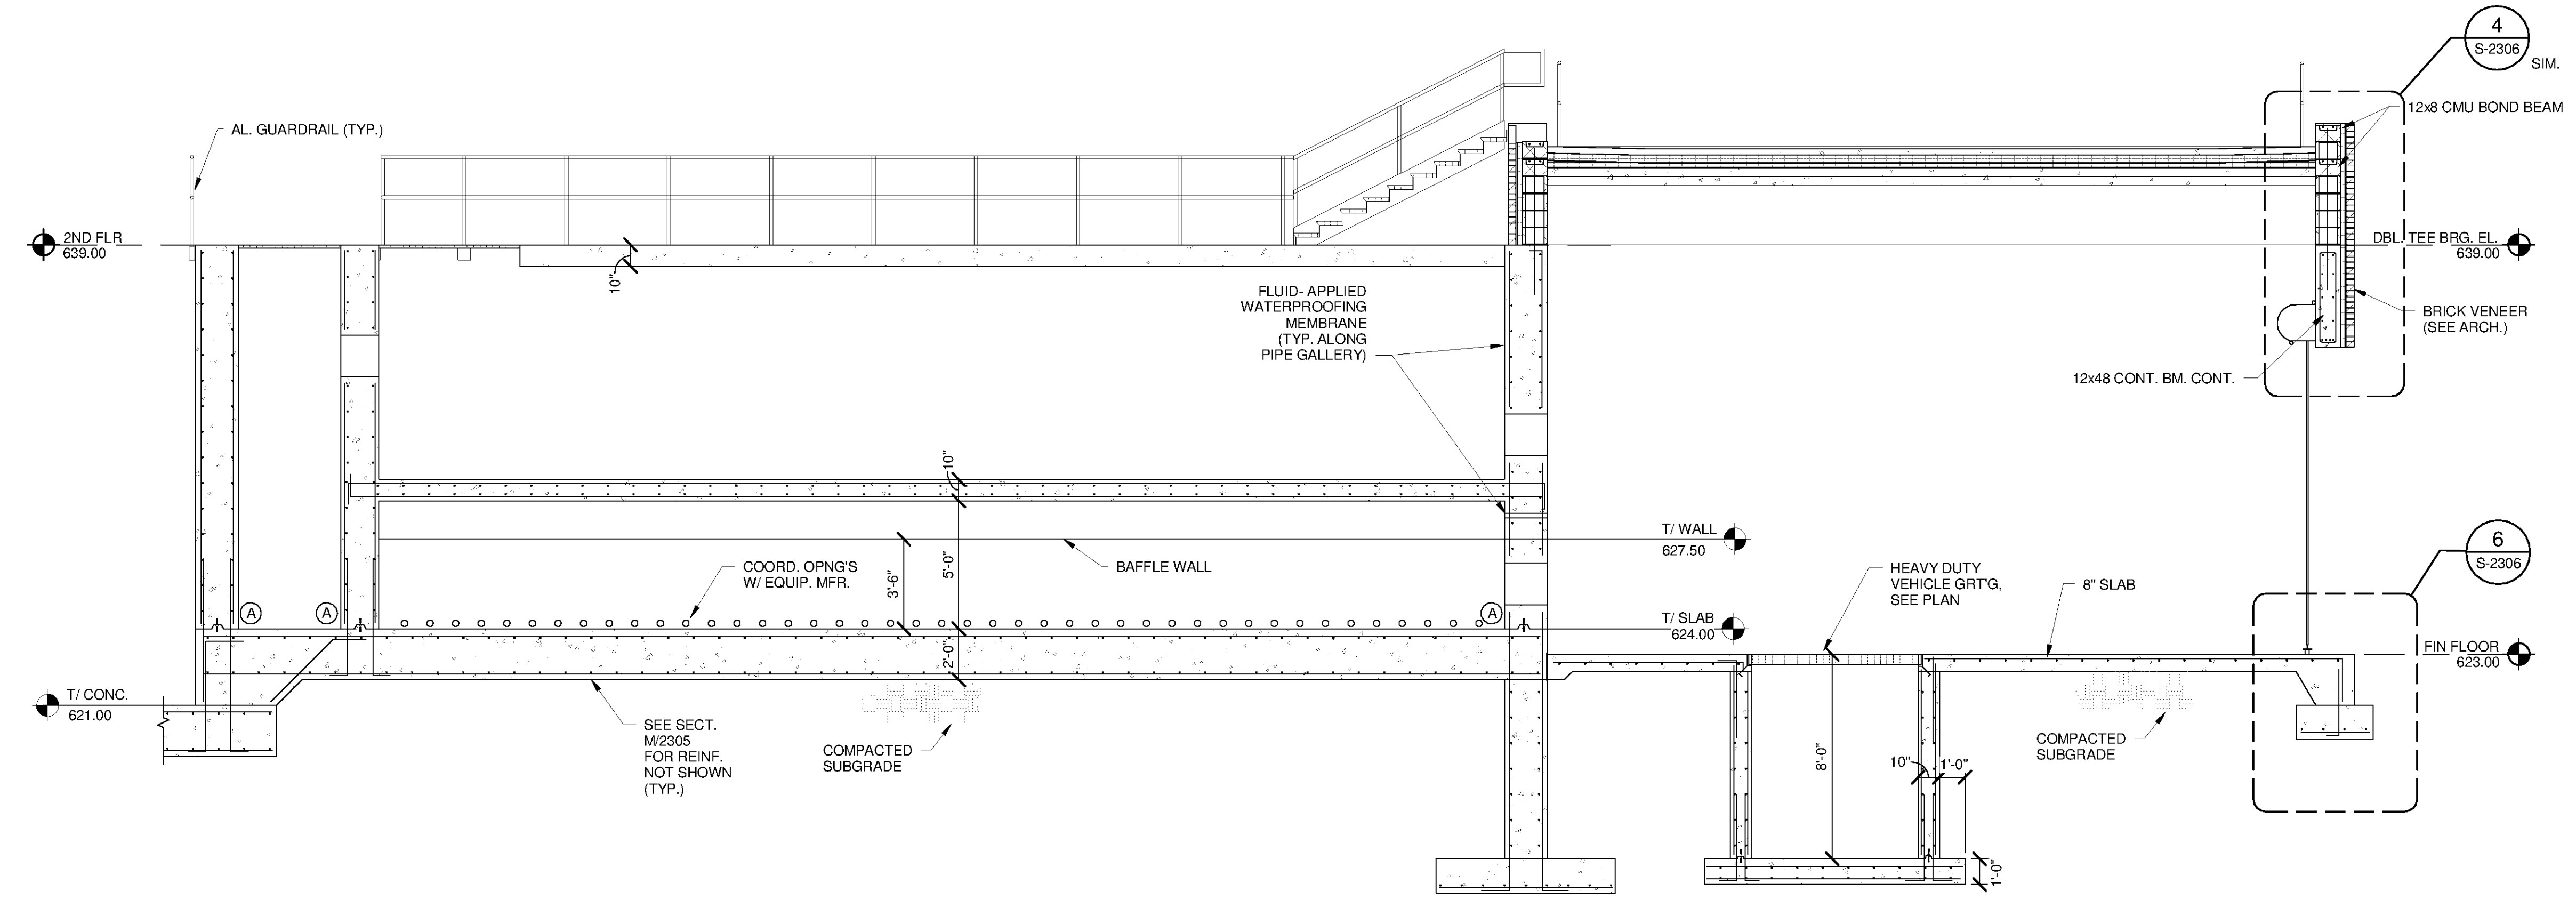 4
S-2306
SIM.
12x8 CMU BOND BEAM
AL. GUARDRAIL (TYP.)
2ND FLR
639.00
DBL. TEE BRG. EL.
639.00
10"
FLUID- APPLIED
WATERPROOFING
MEMBRANE
(TYP. ALONG
PIPE GALLERY)
BRICK VENEER
(SEE ARCH.)
12x48 CONT. BM. CONT.
10"
T/ WALL
627.50
6
S-2306
COORD. OPNG'S
W/ EQUIP. MFR.
3'-6"
5'-0"
BAFFLE WALL
HEAVY DUTY
VEHICLE GRT'G,
SEE PLAN
8" SLAB
A
A
A
T/ SLAB
624.00
2'-0"
FIN FLOOR
623.00
T/ CONC.
621.00
SEE SECT.
M/2305
FOR REINF.
NOT SHOWN
(TYP.)
COMPACTED
SUBGRADE
8'-0"
10"
1'-0"
COMPACTED
SUBGRADE
1'-0"